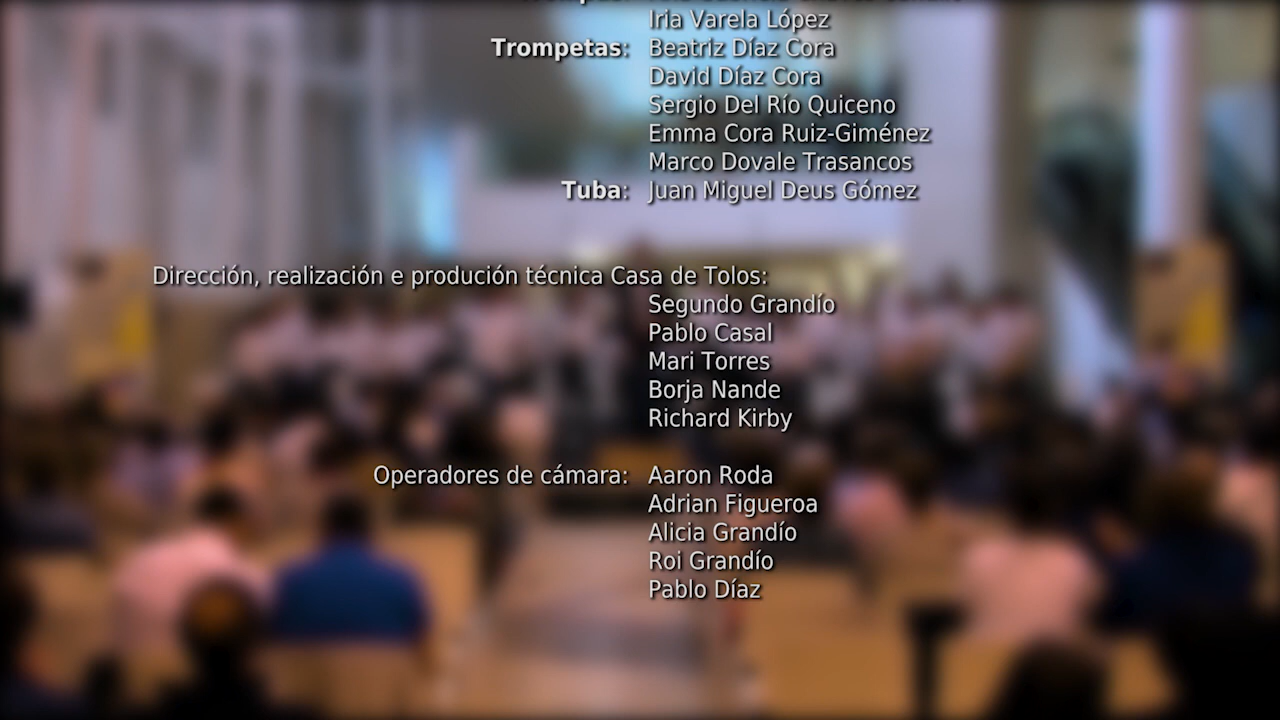 Iria Varela López
Trompetas: Beatriz Díaz Cora
David Díaz Cora
Sergio Del Río Quiceno
Emma Cora Ruiz-Giménez
Marco Dovale Trasancos
Tuba: Juan Miguel Deus Gómez
Dirección, realización e produción técnica Casa de Tolos:
Segundo Grandío
Pablo Casal
Mari Torres
Borja Nande
Richard Kirby
Operadores de cámara: Aaron Roda
Adrian Figueroa
Alicia Grandío
Roi Grandío
Pablo Díaz